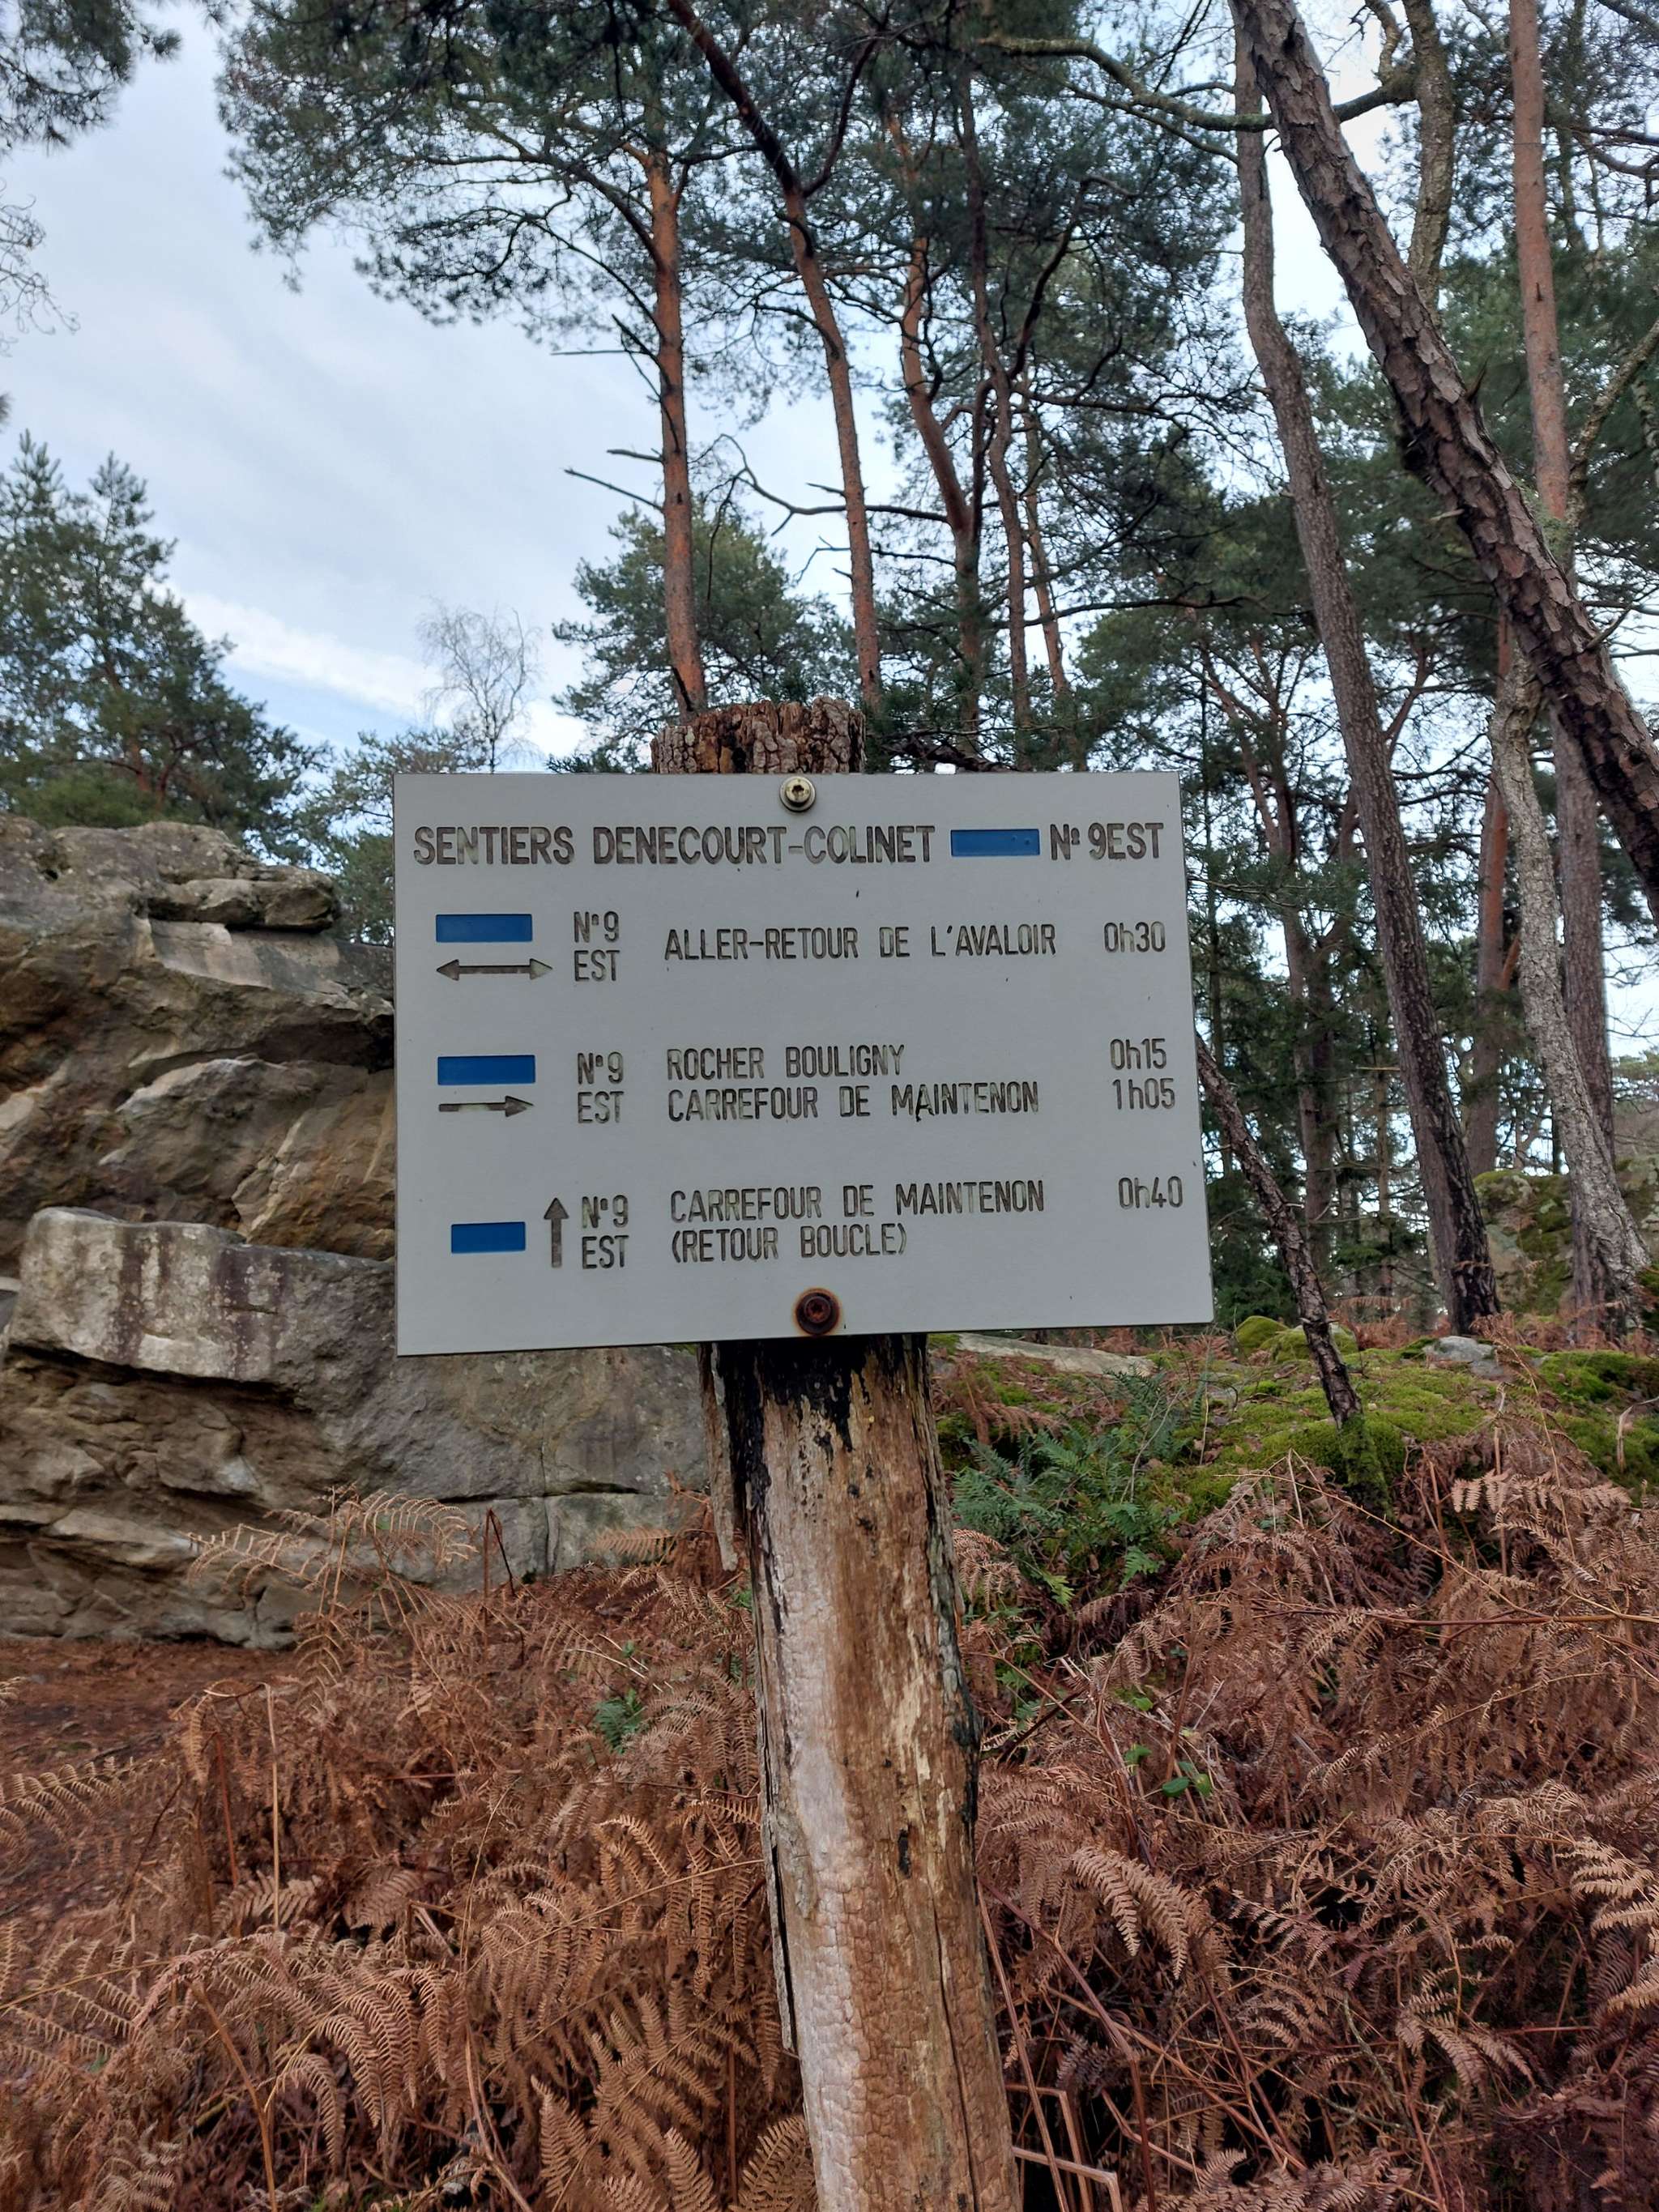 SENTIERS DENECOURT-COLINET N° 9EST
N°9 EST ALLER-RETOUR DE L'AVALOIR 0h30
N°9 ROCHER BOULIGNY 0h15
EST CARREFOUR DE MAINTENON 1h05
N°9 CARREFOUR DE MAINTENON 0h40
EST (RETOUR BOUCLE)